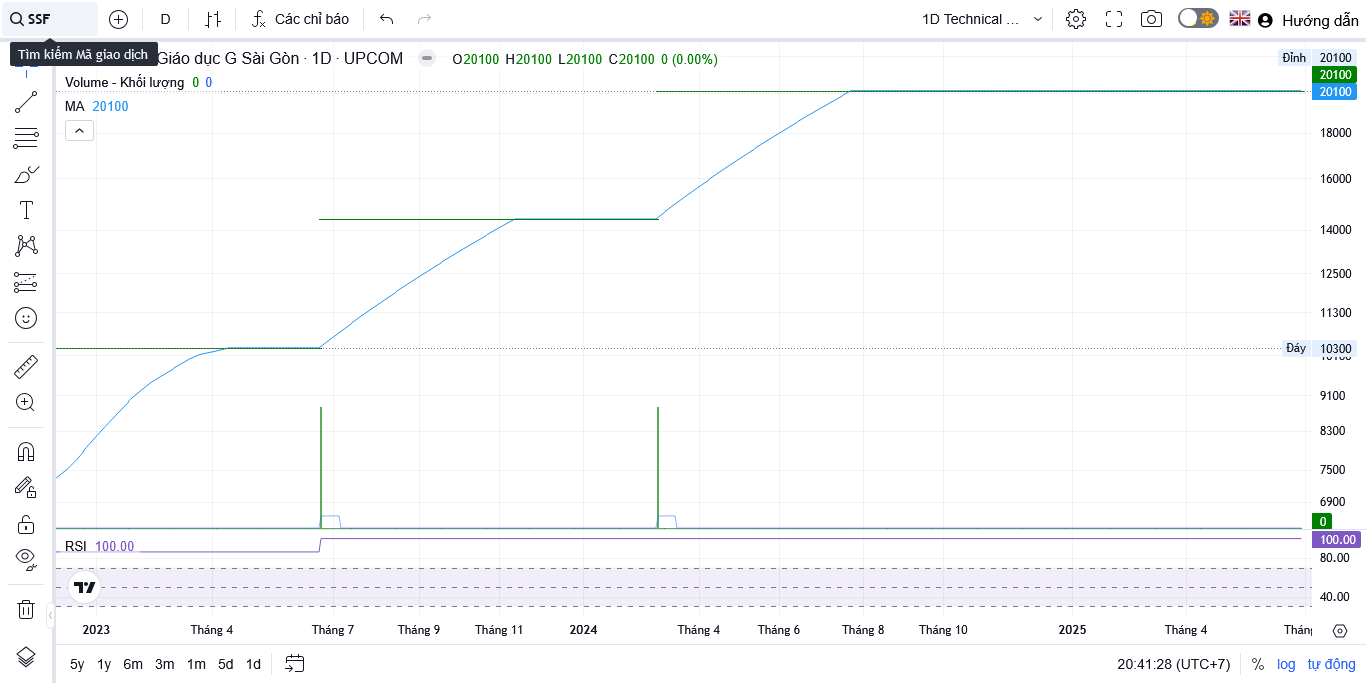 SSF
D
Các chỉ báo
1D Technical ...
Hướng dẫn
Tìm kiếm Mã giao dịch
Giáo dục G Sài Gòn · 1D · UPCOM
O20100 H20100 L20100 C20100 0 (0.00%)
Volume - Khối lượng 0 0
MA 20100
Đỉnh 20100
20100
20100
18000
16000
14000
12500
11300
Đáy 10300
9100
8300
7500
6900
0
RSI 100.00
100.00
80.00
40.00
2023 Tháng 4 Tháng 7 Tháng 9 Tháng 11 2024 Tháng 4 Tháng 6 Tháng 8 Tháng 10 2025 Tháng 4
5y 1y 6m 3m 1m 5d 1d
20:41:28 (UTC+7) % log tự động